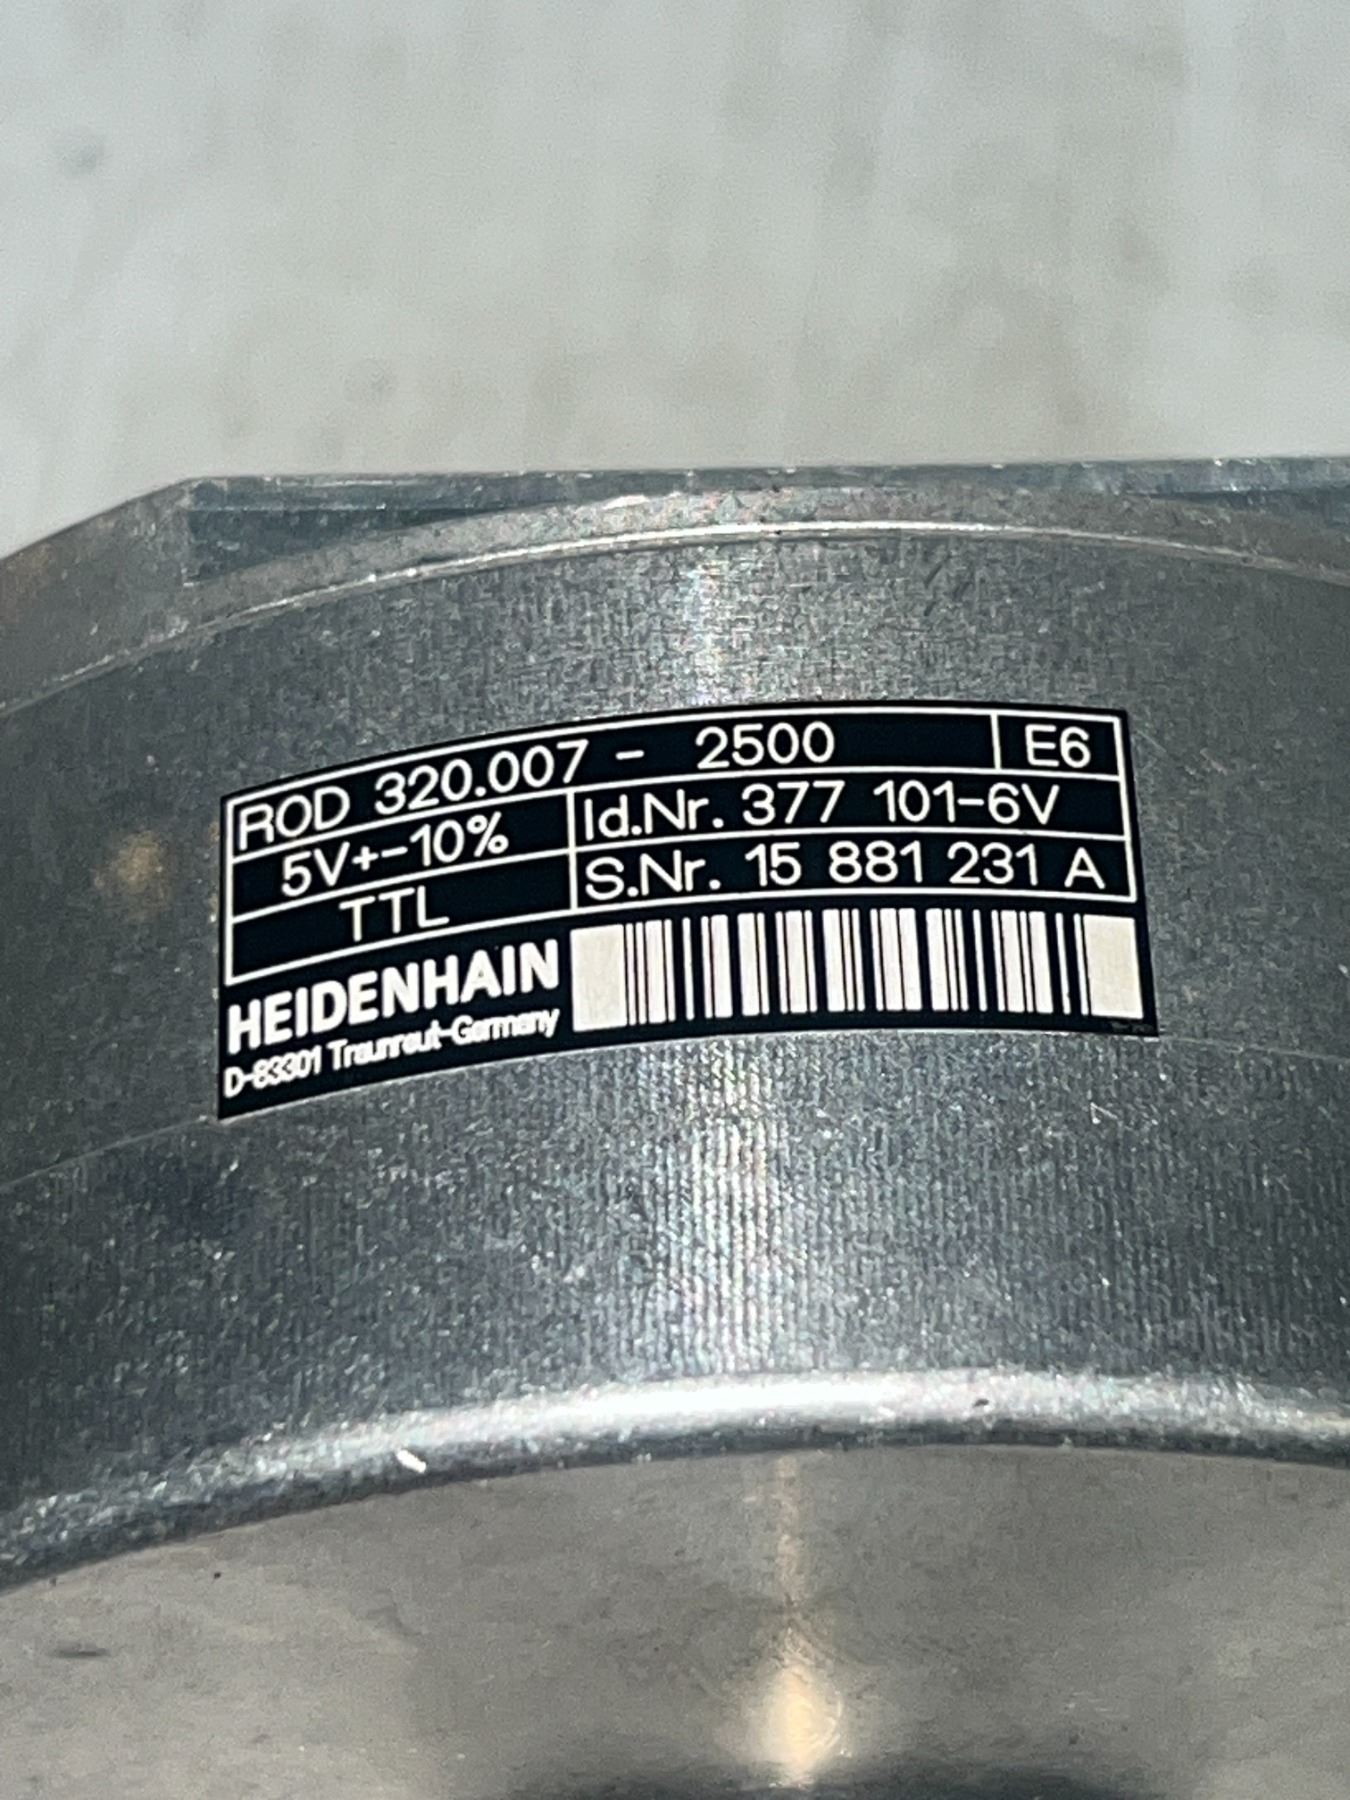 ROD 320.007 - 2500 E6
5V+-10% Id.Nr. 377 101-6V
TTL S.Nr. 15 881 231 A
HEIDENHAIN
D-83301 Traunreut-Germany